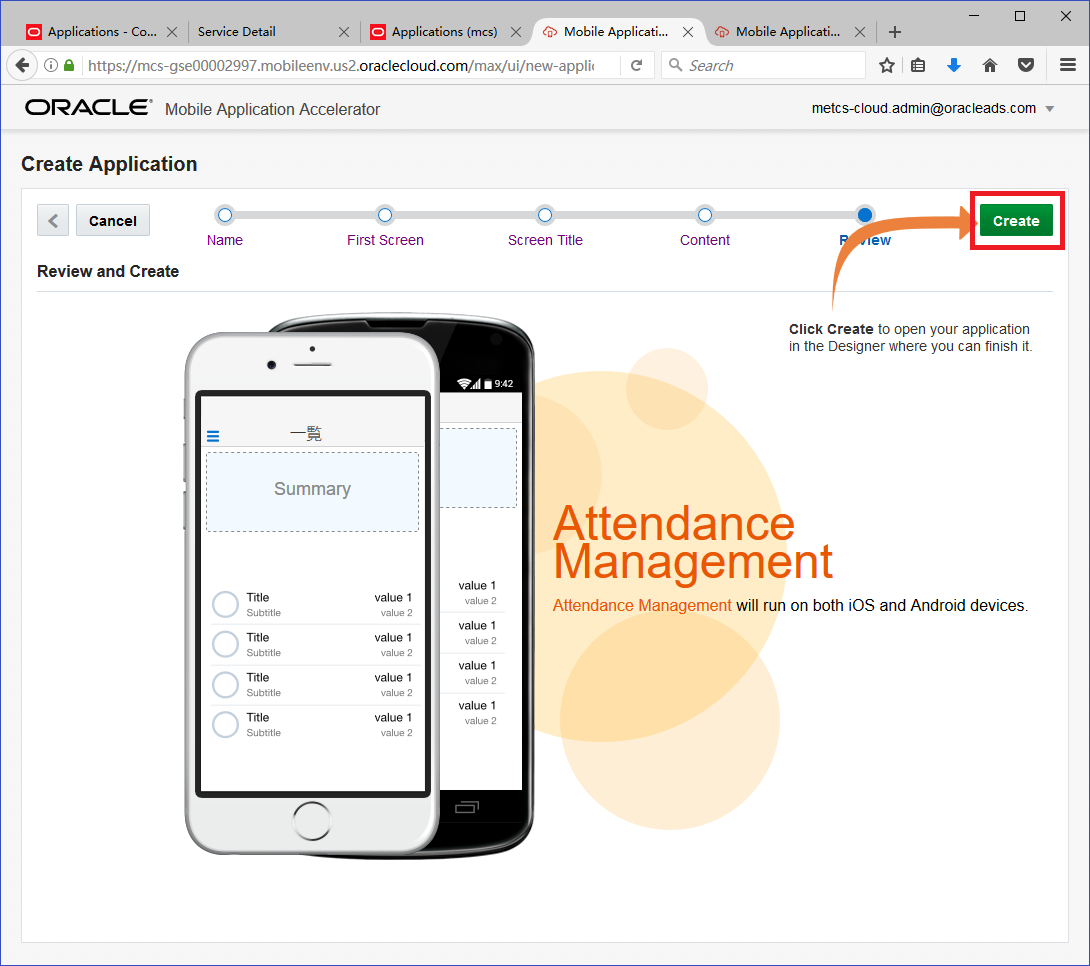 Applications - Co...
Service Detail
Applications (mcs)
Mobile Applicati...
Mobile Applicati...
https://mcs-gse00002997.mobileenv.us2.oraclecloud.com/max/ui/new-applic
Search
ORACLE® Mobile Application Accelerator
metcs-cloud.admin@oracleads.com
Create Application
Cancel
Name
First Screen
Screen Title
Content
Review
Create
Review and Create
Click Create to open your application
in the Designer where you can finish it.
9:42
一覧
Summary
Title value 1
Subtitle value 2
Title value 1
Subtitle value 2
Title value 1
Subtitle value 2
Title value 1
Subtitle value 2
value 1
value 2
value 1
value 2
value 1
value 2
value 1
value 2
Attendance
Management
Attendance Management will run on both iOS and Android devices.